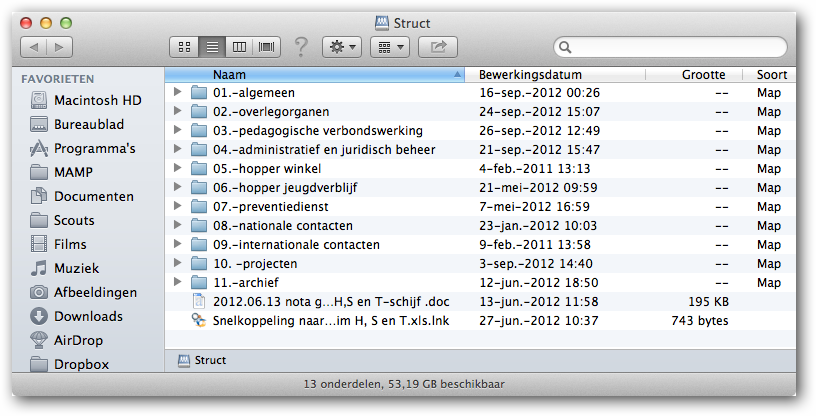 Struct
FAVORIETEN
Macintosh HD
Bureaublad
Programma's
MAMP
Documenten
Scouts
Films
Muziek
Afbeeldingen
Downloads
AirDrop
Dropbox
Naam Bewerkingsdatum Grootte Soort
01.-algemeen 16-sep.-2012 00:26 -- Map
02.-overlegorganen 24-sep.-2012 15:07 -- Map
03.-pedagogische verbondswerking 26-sep.-2012 12:49 -- Map
04.-administratief en juridisch beheer 21-sep.-2012 15:47 -- Map
05.-hopper winkel 4-feb.-2011 13:13 -- Map
06.-hopper jeugdverblijf 21-mei-2012 09:59 -- Map
07.-preventiedienst 7-mei-2012 16:59 -- Map
08.-nationale contacten 23-jan.-2012 10:03 -- Map
09.-internationale contacten 9-feb.-2011 13:58 -- Map
10. -projecten 3-sep.-2012 14:40 -- Map
11.-archief 12-jun.-2012 18:50 -- Map
2012.06.13 nota g...H,S en T-schijf .doc 13-jun.-2012 11:58 195 KB
Snelkoppeling naar...im H, S en T.xls.lnk 27-jun.-2012 10:37 743 bytes
Struct
13 onderdelen, 53,19 GB beschikbaar